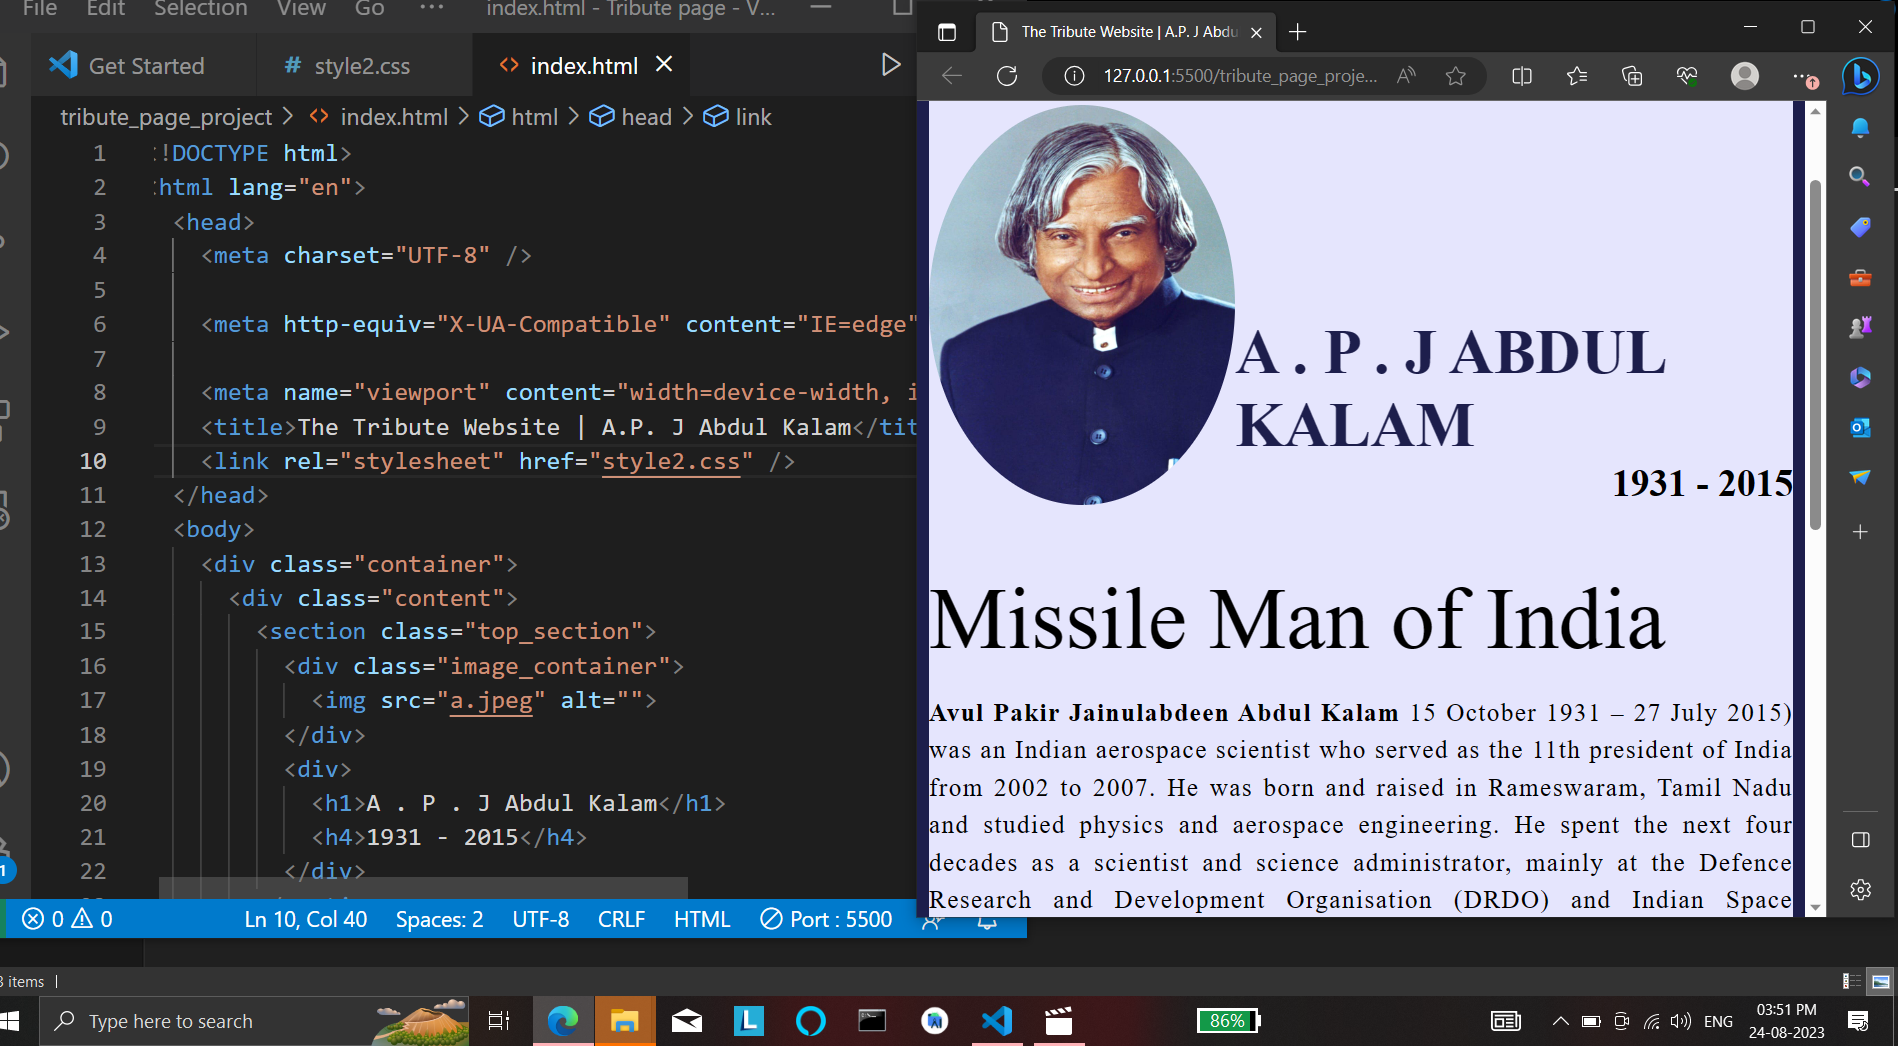 File Edit Selection View Go ··· index.html - Tribute page - V...
Get Started # style2.css <> index.html
tribute_page_project > <> index.html > html > head > link
1 !DOCTYPE html>
2 html lang="en">
3 <head>
4 <meta charset="UTF-8" />
5
6 <meta http-equiv="X-UA-Compatible" content="IE=edge"
7
8 <meta name="viewport" content="width=device-width, i
9 <title>The Tribute Website | A.P. J Abdul Kalam</tit
10 <link rel="stylesheet" href="style2.css" />
11 </head>
12 <body>
13 <div class="container">
14 <div class="content">
15 <section class="top_section">
16 <div class="image_container">
17 <img src="a.jpeg" alt="">
18 </div>
19 <div>
20 <h1>A . P . J Abdul Kalam</h1>
21 <h4>1931 - 2015</h4>
22 </div>
1
0 0 Ln 10, Col 40 Spaces: 2 UTF-8 CRLF HTML Port : 5500
The Tribute Website | A.P. J Abdu
127.0.0.1:5500/tribute_page_proje...
A . P . J ABDUL
KALAM
1931 - 2015
Missile Man of India
Avul Pakir Jainulabdeen Abdul Kalam 15 October 1931 – 27 July 2015)
was an Indian aerospace scientist who served as the 11th president of India
from 2002 to 2007. He was born and raised in Rameswaram, Tamil Nadu
and studied physics and aerospace engineering. He spent the next four
decades as a scientist and science administrator, mainly at the Defence
Research and Development Organisation (DRDO) and Indian Space
3 items
Type here to search
L
86%
ENG
03:51 PM
24-08-2023